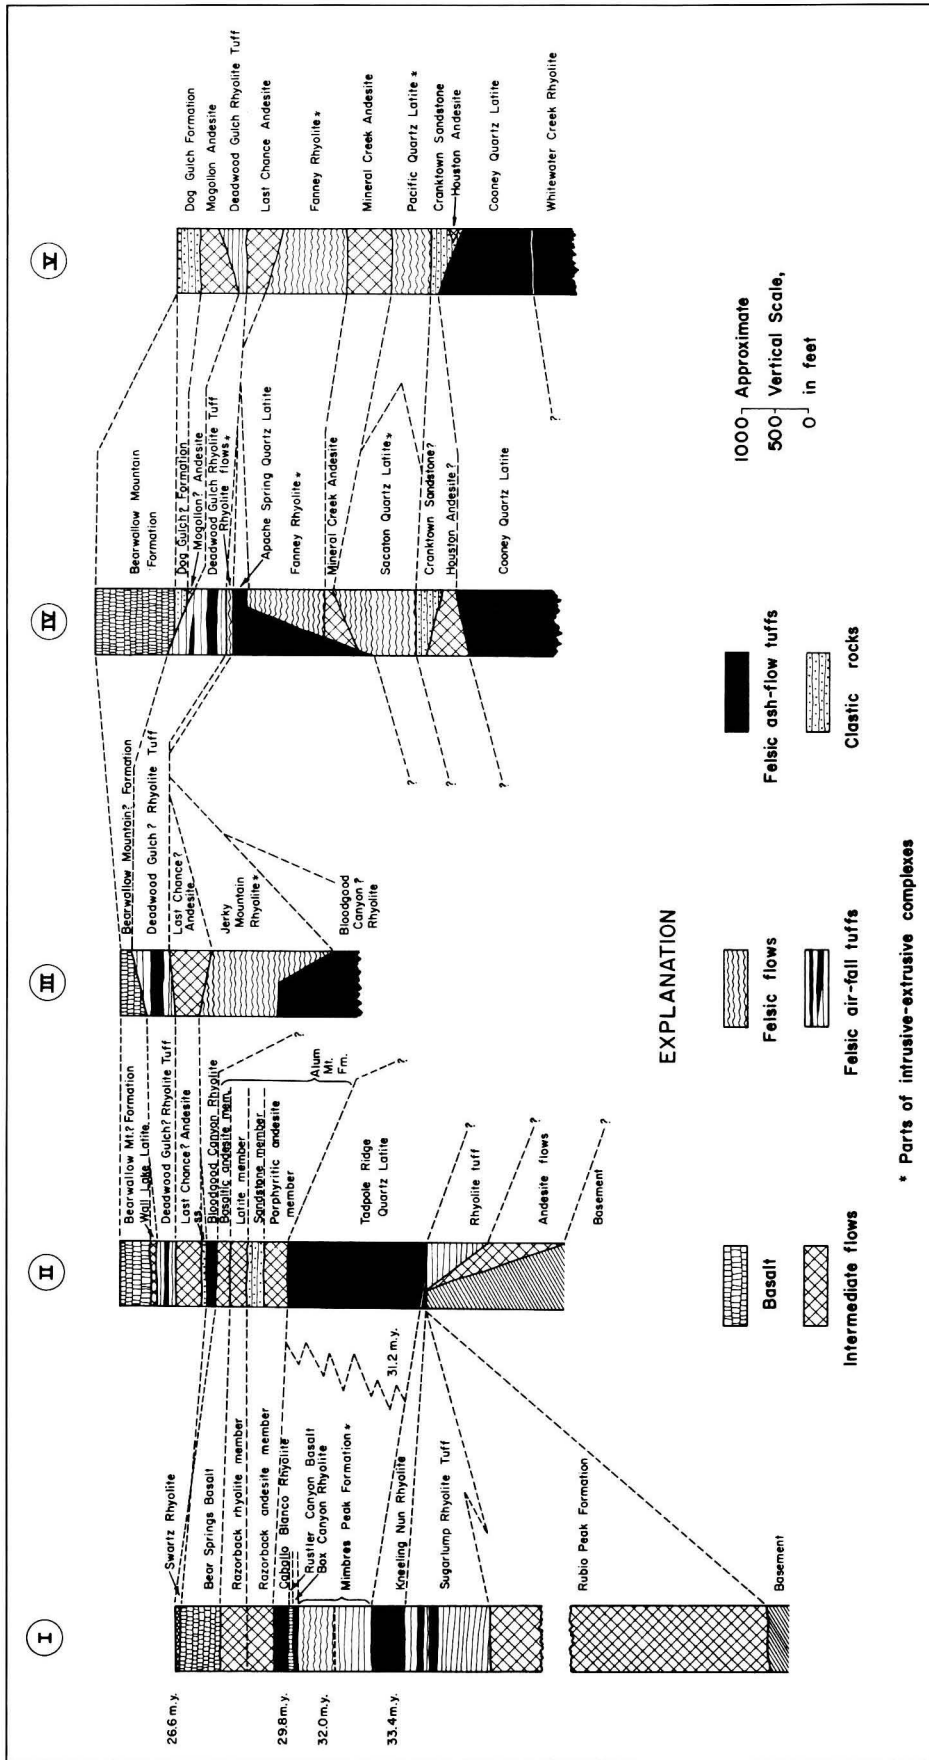 I
26.6 m.y.
29.8 m.y.
32.0 m.y.
33.4 m.y.
Swartz Rhyolite
Bear Springs Basalt
Razorback rhyolite member
Razorback andesite member
Caballo Blanco Rhyolite
Rustler Canyon Basalt
Box Canyon Rhyolite
Mimbres Peak Formation*
Kneeling Nun Rhyolite
Sugarlump Rhyolite Tuff
Rubio Peak Formation
Basement
31.2 m.y.
II
Bearwallow Mt.? Formation
Wall Lake Latite
Deadwood Gulch? Rhyolite Tuff
Last Chance? Andesite
ss.
Bloodgood Canyon Rhyolite
Basaltic andesite mem.
Latite member
Sandstone member
Porphyritic andesite
member
Alum
Mt.
Fm.
?
?
Tadpole Ridge
Quartz Latite
Rhyolite tuff
?
Andesite flows
?
Basement
?
III
Bearwallow Mountain? Formation
Deadwood Gulch? Rhyolite Tuff
Last Chance?
Andesite
Jerky
Mountain
Rhyolite*
Bloodgood
Canyon?
Rhyolite
?
?
?
IV
Bearwallow Mountain
Formation
Dog Gulch? Formation
Mogollon? Andesite
Deadwood Gulch Rhyolite Tuff
Rhyolite flows*
Apache Spring Quartz Latite
Fanney Rhyolite*
Mineral Creek Andesite
Sacaton Quartz Latite*
Cranktown Sandstone?
Houston Andesite?
Cooney Quartz Latite
?
V
Dog Gulch Formation
Mogollon Andesite
Deadwood Gulch Rhyolite Tuff
Last Chance Andesite
Fanney Rhyolite*
Mineral Creek Andesite
Pacific Quartz Latite*
Cranktown Sandstone
Houston Andesite
Cooney Quartz Latite
Whitewater Creek Rhyolite
1000 Approximate
500 Vertical Scale,
0 in feet
EXPLANATION
Basalt
Felsic flows
Felsic ash-flow tuffs
Intermediate flows
Felsic air-fall tuffs
Clastic rocks
* Parts of intrusive-extrusive complexes